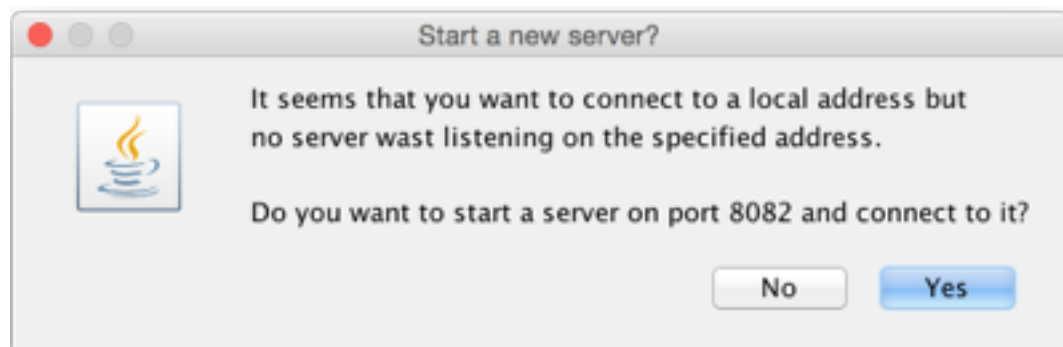 Start a new server?
It seems that you want to connect to a local address but
no server wast listening on the specified address.
Do you want to start a server on port 8082 and connect to it?
No
Yes